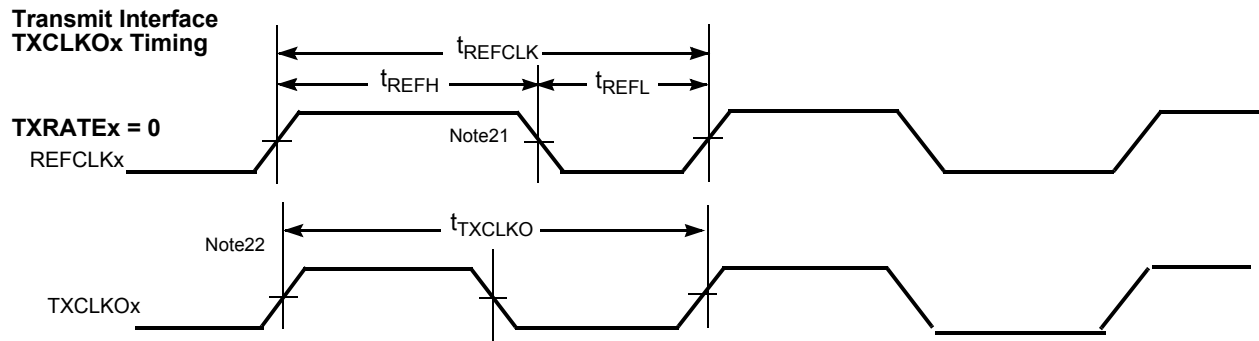 Transmit Interface
TXCLKOx Timing
tREFCLK
tREFH
tREFL
TXRATEx = 0
Note21
REFCLKx
tTXCLKO
Note22
TXCLKOx